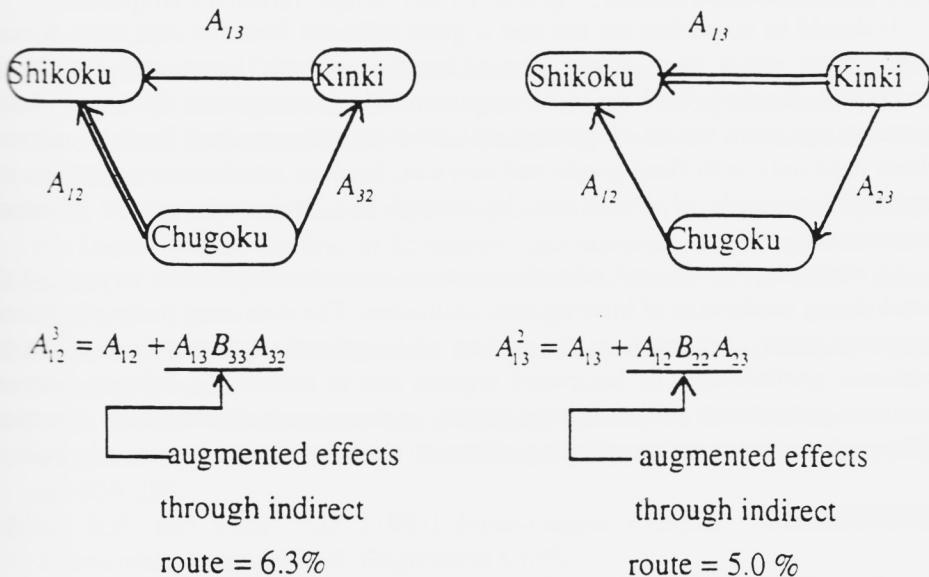 A₁₃
Shikoku
Kinki
A₁₂
A₃₂
Chugoku
A³₁₂ = A₁₂ + A₁₃B₃₃A₃₂
augmented effects
through indirect
route = 6.3%
A₁₃
Shikoku
Kinki
A₁₂
A₂₃
Chugoku
A²₁₃ = A₁₃ + A₁₂B₂₂A₂₃
augmented effects
through indirect
route = 5.0 %